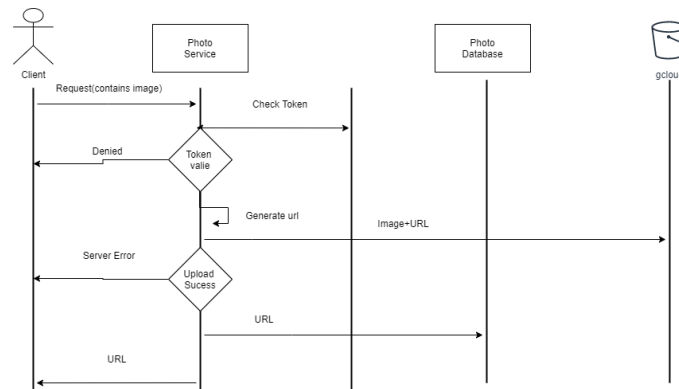 Photo
Service
Photo
Database
Client
gclou
Request(contains image)
Check Token
Denied
Token
valie
Generate url
Image+URL
Server Error
Upload
Sucess
URL
URL